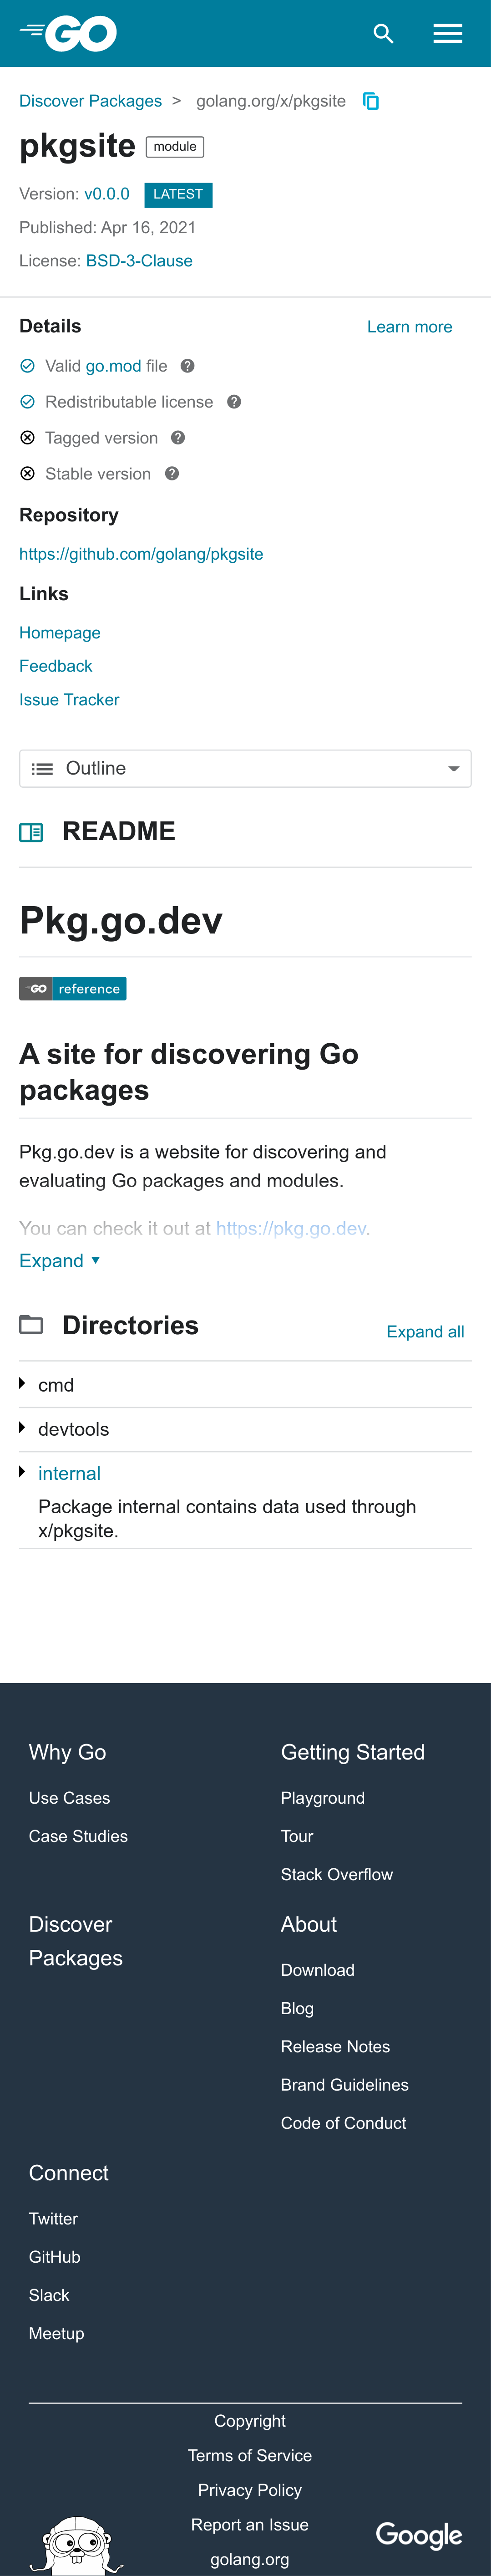 GO
Discover Packages > golang.org/x/pkgsite
pkgsite module
Version: v0.0.0 LATEST
Published: Apr 16, 2021
License: BSD-3-Clause
Details Learn more
Valid go.mod file
Redistributable license
Tagged version
Stable version
Repository
https://github.com/golang/pkgsite
Links
Homepage
Feedback
Issue Tracker
Outline
README
Pkg.go.dev
GO reference
A site for discovering Go
packages
Pkg.go.dev is a website for discovering and
evaluating Go packages and modules.
You can check it out at https://pkg.go.dev.
Expand ▼
Directories Expand all
cmd
devtools
internal
Package internal contains data used through
x/pkgsite.
Why Go
Use Cases
Case Studies
Getting Started
Playground
Tour
Stack Overflow
Discover
Packages
About
Download
Blog
Release Notes
Brand Guidelines
Code of Conduct
Connect
Twitter
GitHub
Slack
Meetup
Copyright
Terms of Service
Privacy Policy
Report an Issue
golang.org
Google